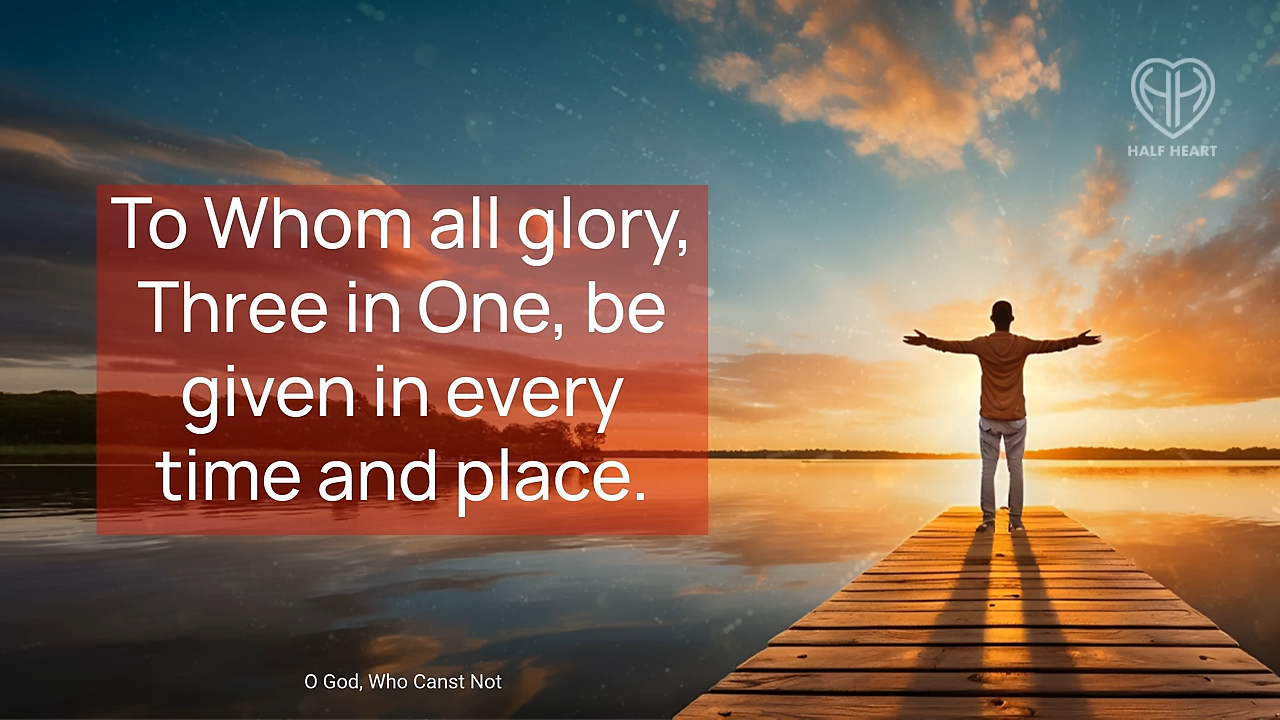 To Whom all glory,
Three in One, be
given in every
time and place.
HALF HEART
O God, Who Canst Not